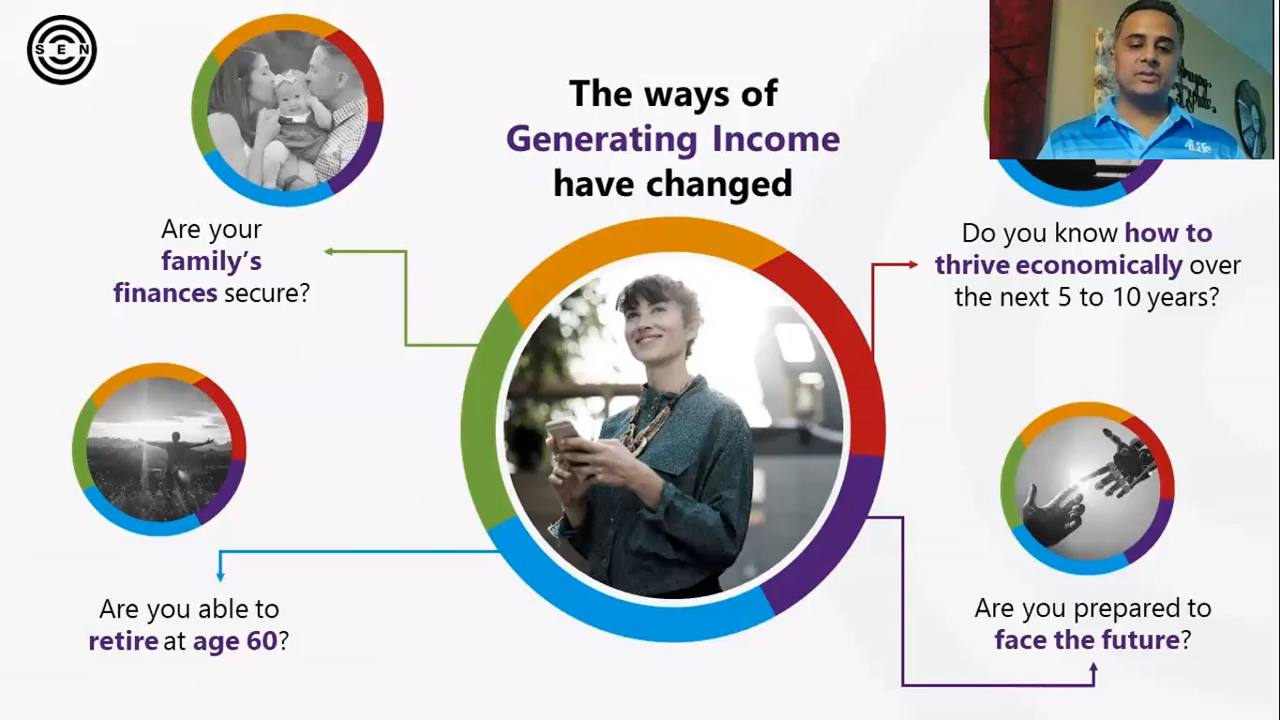 SEN
The ways of
Generating Income
have changed
Are your
family's
finances secure?
Do you know how to
thrive economically over
the next 5 to 10 years?
Are you able to
retire at age 60?
Are you prepared to
face the future?
4Life